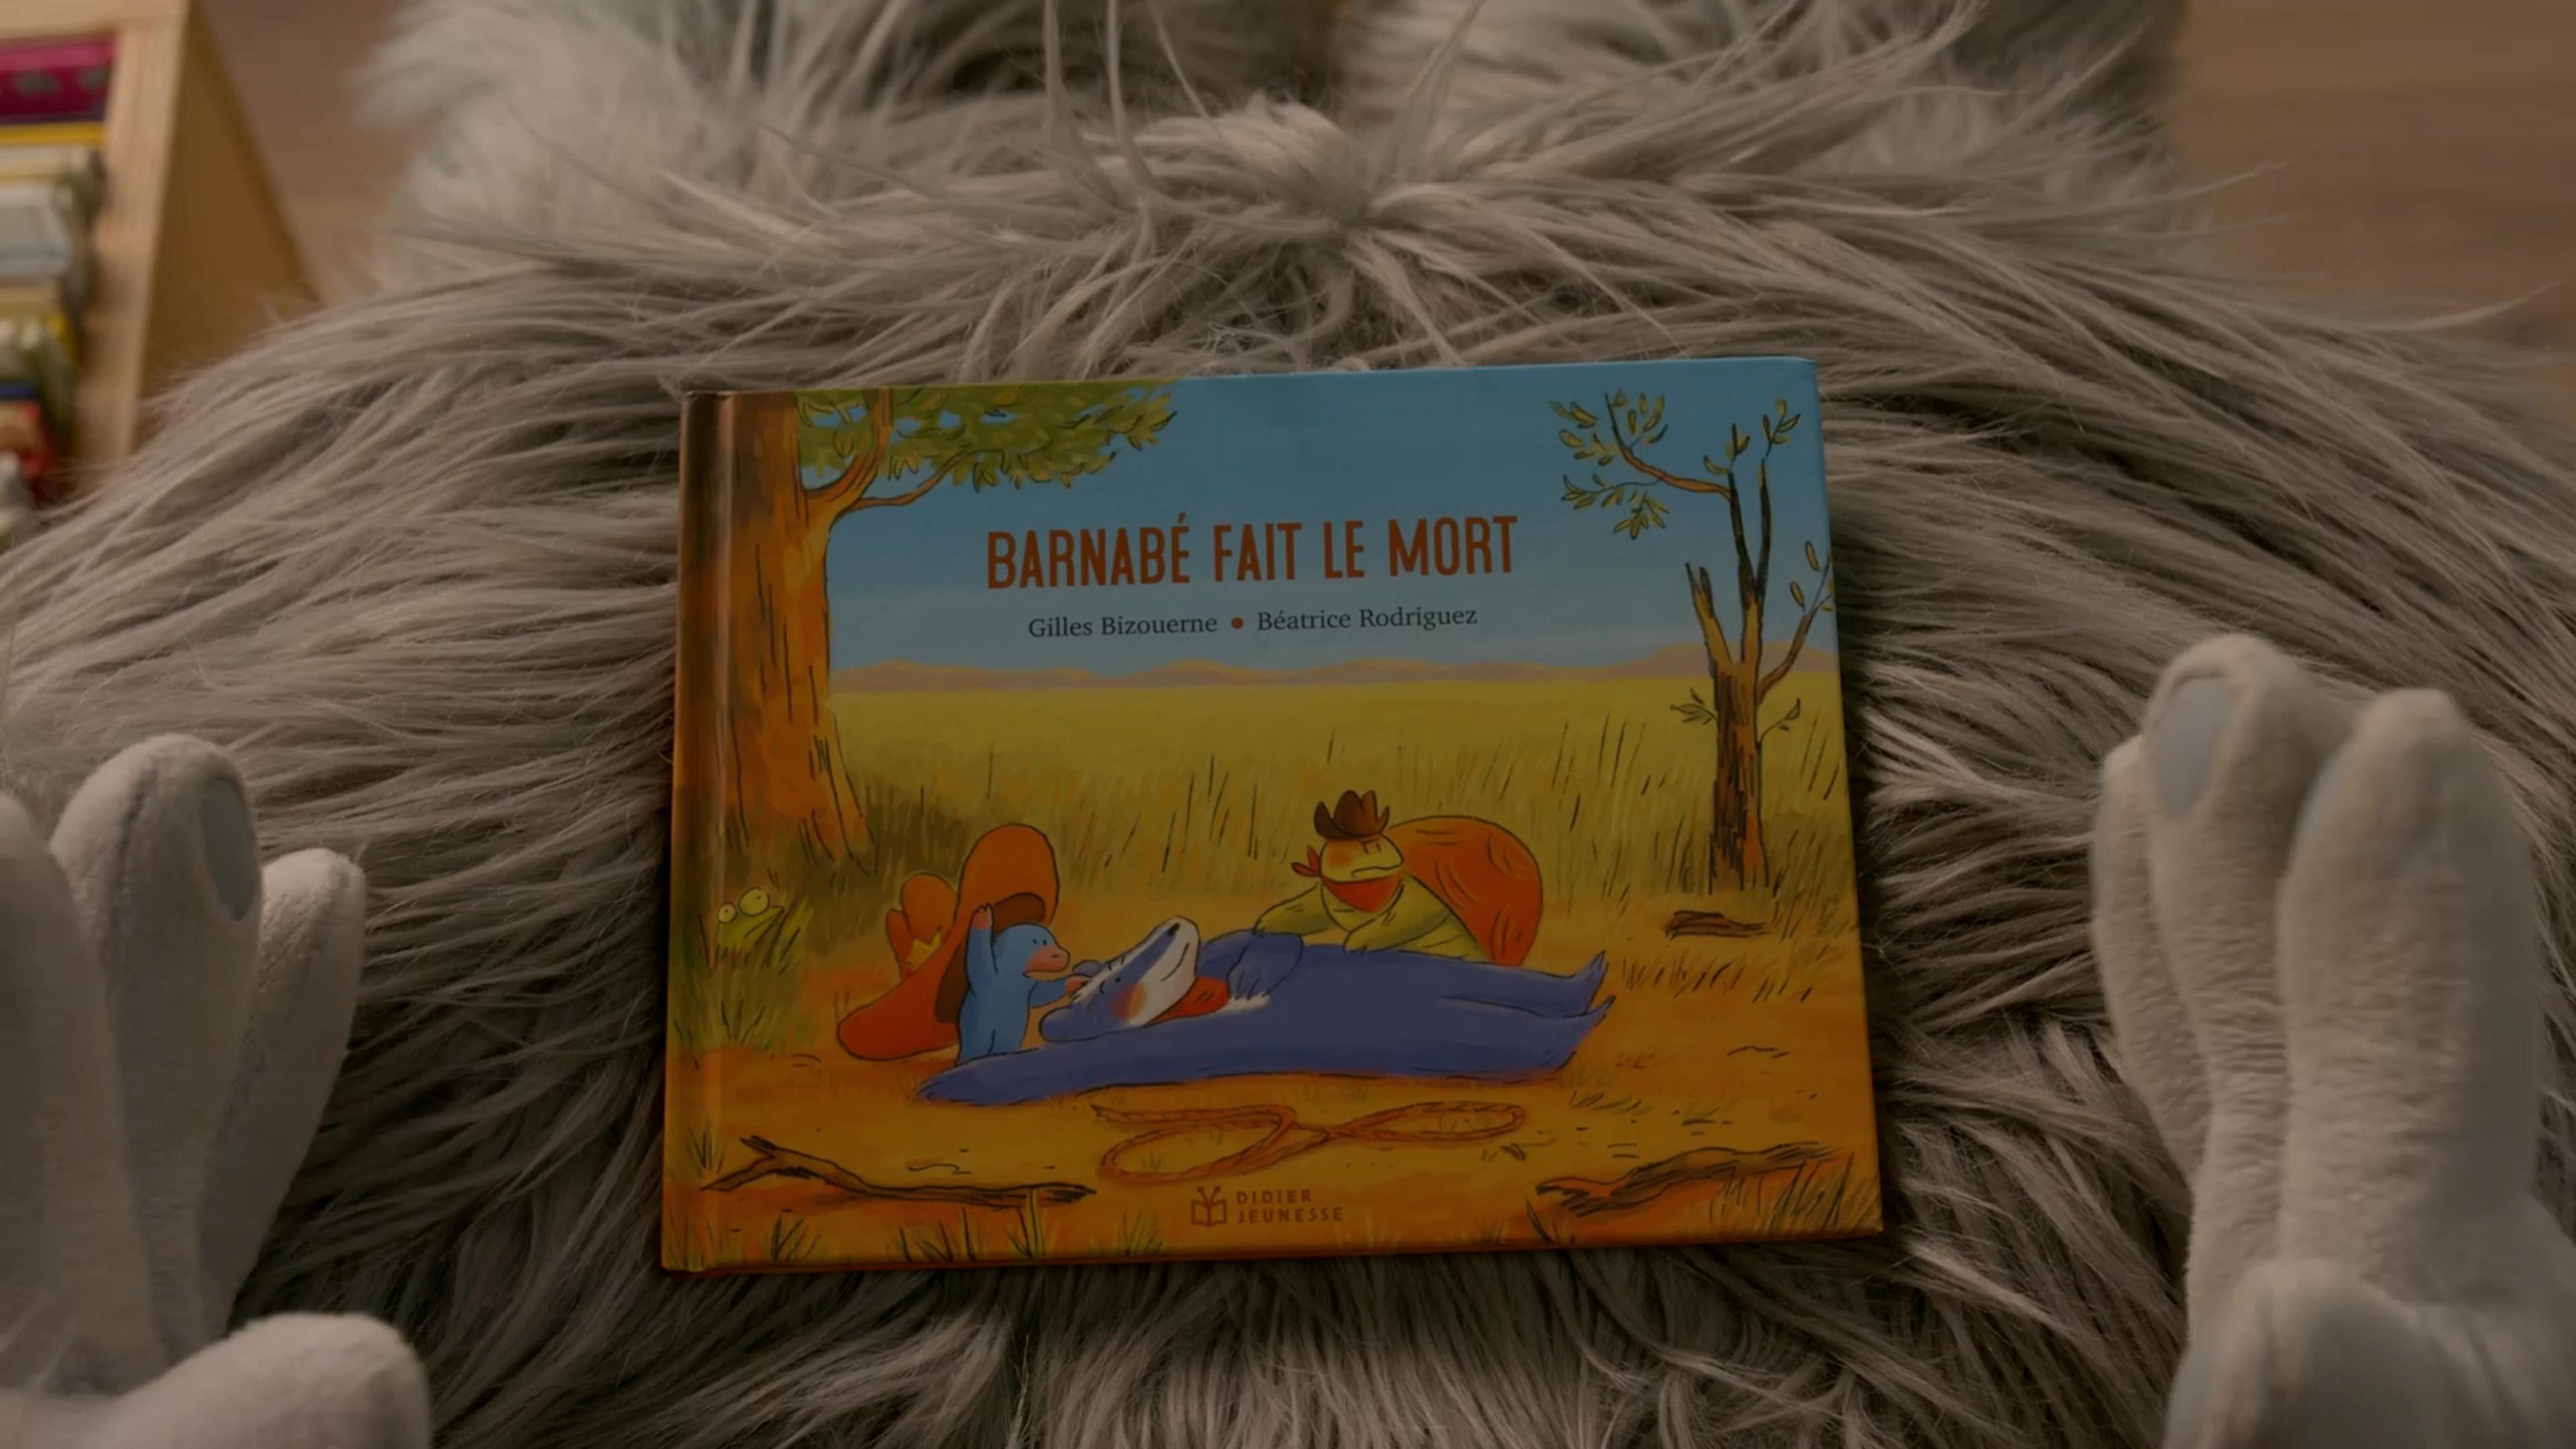 BARNABÉ FAIT LE MORT
Gilles Bizouerne • Béatrice Rodriguez
DIDIER
JEUNESSE